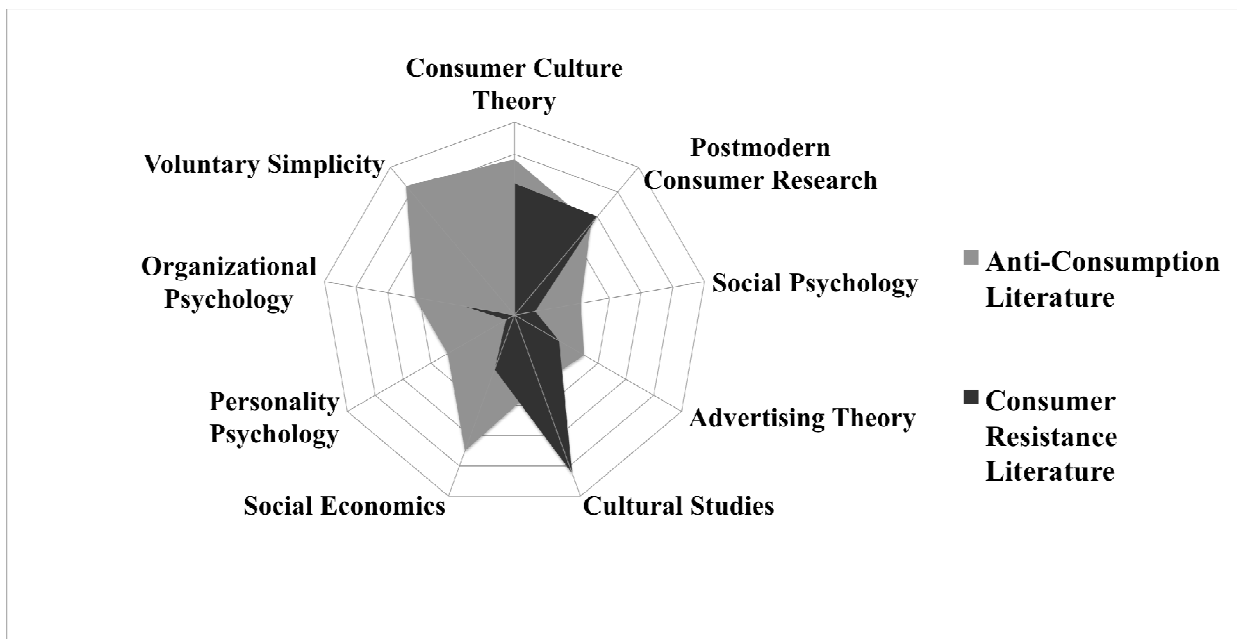 Consumer Culture
Theory
Postmodern
Consumer Research
Voluntary Simplicity
Organizational
Psychology
Social Psychology
Anti-Consumption
Literature
Personality
Psychology
Advertising Theory
Consumer
Resistance
Literature
Social Economics
Cultural Studies